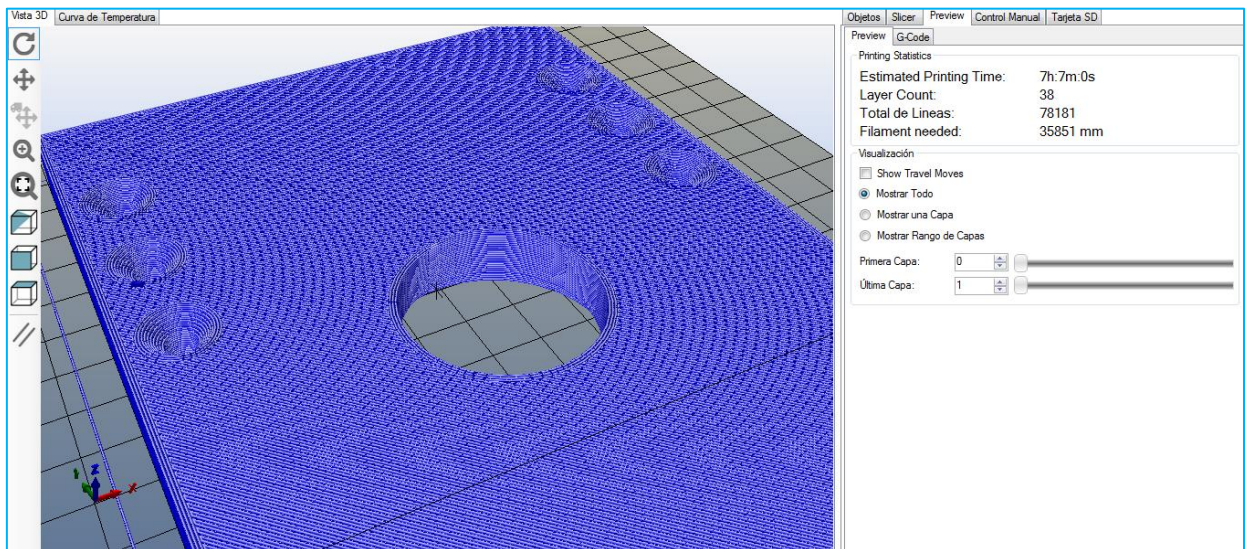 Vista 3D Curva de Temperatura
Objetos Slicer Preview Control Manual Tarjeta SD
Preview G-Code
Printing Statistics
Estimated Printing Time: 7h:7m:0s
Layer Count: 38
Total de Lineas: 78181
Filament needed: 35851 mm
Visualización
Show Travel Moves
Mostrar Todo
Mostrar una Capa
Mostrar Rango de Capas
Primera Capa: 0
Última Capa: 1
Z
X